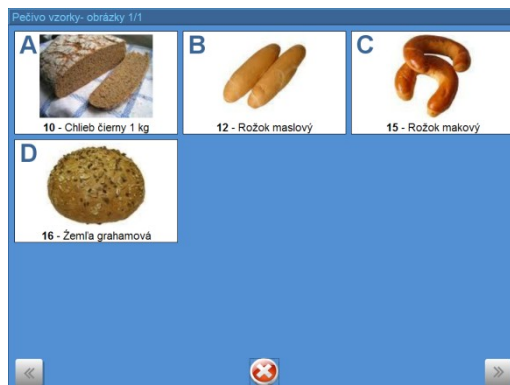 Pečivo vzorky- obrázky 1/1
A
10 - Chlieb čierny 1 kg
B
12 - Rožok maslový
C
15 - Rožok makový
D
16 - Žemľa grahamová